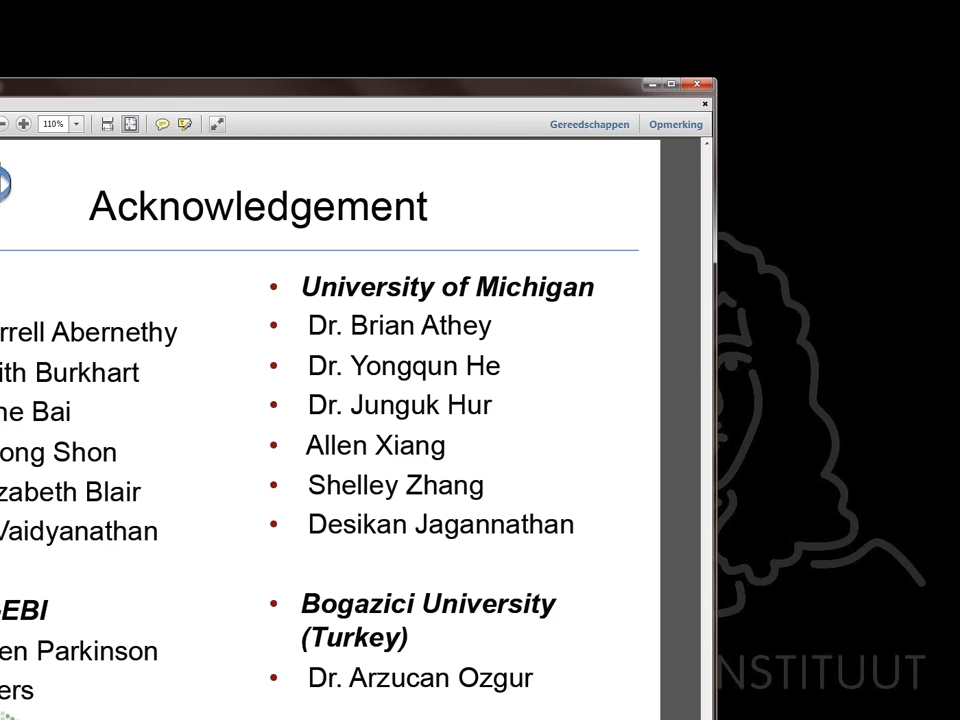 110%
Gereedschappen
Opmerking
Acknowledgement
rrell Abernethy
ith Burkhart
ne Bai
ong Shon
zabeth Blair
Vaidyanathan
-EBI
en Parkinson
ers
• University of Michigan
• Dr. Brian Athey
• Dr. Yongqun He
• Dr. Junguk Hur
• Allen Xiang
• Shelley Zhang
• Desikan Jagannathan
• Bogazici University
(Turkey)
• Dr. Arzucan Ozgur
NSTITUUT